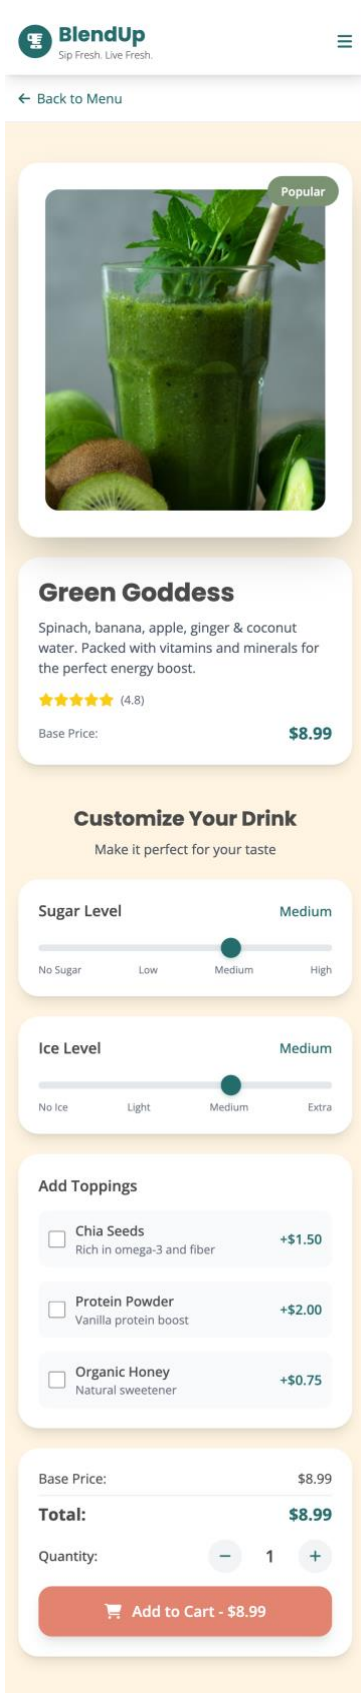 BlendUp
Sip Fresh. Live Fresh.
Back to Menu
Popular
Green Goddess
Spinach, banana, apple, ginger & coconut
water. Packed with vitamins and minerals for
the perfect energy boost.
(4.8)
Base Price: $8.99
Customize Your Drink
Make it perfect for your taste
Sugar Level Medium
No Sugar Low Medium High
Ice Level Medium
No Ice Light Medium Extra
Add Toppings
Chia Seeds
Rich in omega-3 and fiber
+$1.50
Protein Powder
Vanilla protein boost
+$2.00
Organic Honey
Natural sweetener
+$0.75
Base Price: $8.99
Total: $8.99
Quantity: − 1 +
Add to Cart - $8.99